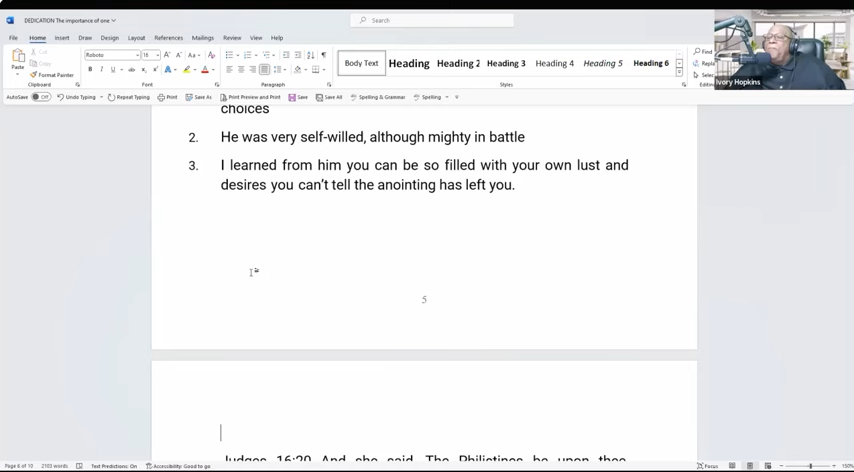 DEDICATION The importance of one
Search
File Home Insert Draw Design Layout References Mailings Review View Help
Roboto 16 Find
Cut
Copy
Paste Format Painter
Body Text Heading Heading 2 Heading 3 Heading 4 Heading 5 Heading 6
Clipboard Font Paragraph Styles
AutoSave Off Undo Typing Repeat Typing Print Save As Print Preview and Print Save Save All Spelling & Grammar Spelling
Ivory Hopkins
choices
2. He was very self-willed, although mighty in battle
3. I learned from him you can be so filled with your own lust and
desires you can't tell the anointing has left you.
5
Judges 16:20 And she said, The Philistines be upon thee,
Page 6 of 10 2103 words Text Predictions: On Accessibility: Good to go Focus 150%